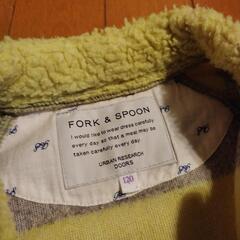 FORK & SPOON
I would like to wear dress carefully
every day so that a meal may be
taken carefully every day
URBAN RESEARCH
DOORS
120